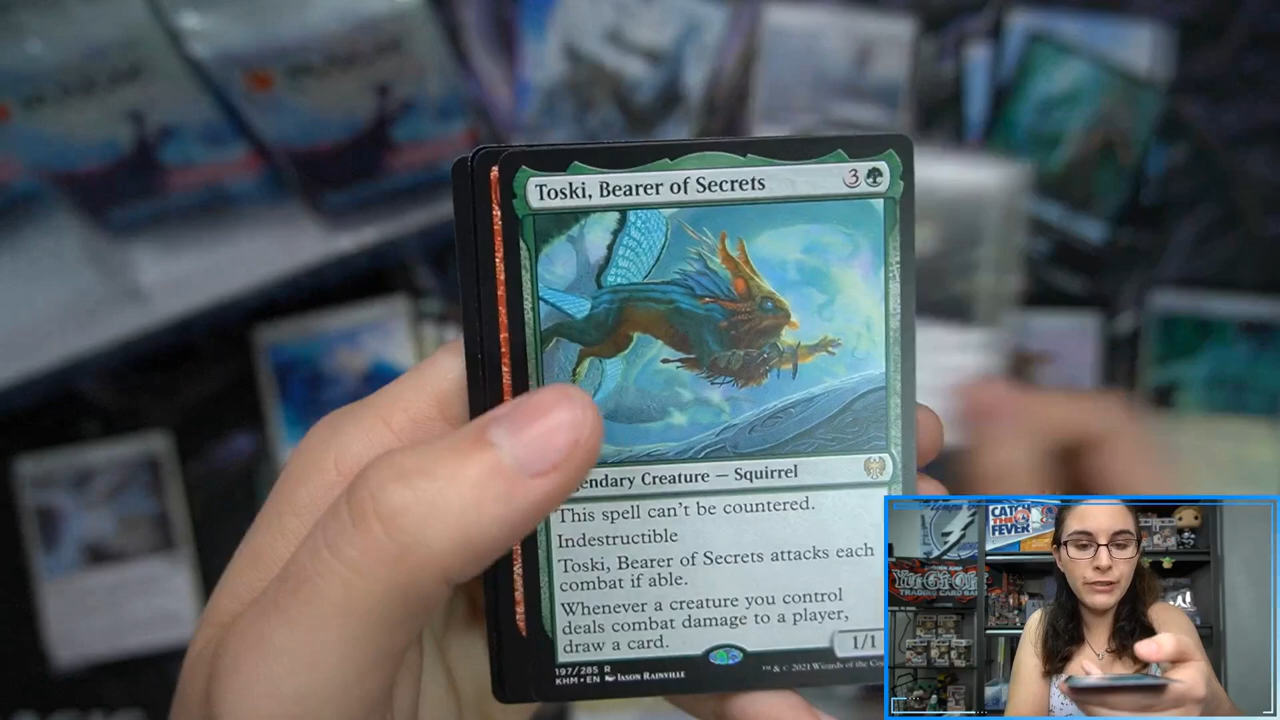 Toski, Bearer of Secrets
3
gendary Creature — Squirrel
This spell can't be countered.
Indestructible
Toski, Bearer of Secrets attacks each
combat if able.
Whenever a creature you control
deals combat damage to a player,
draw a card.
1/1
197/285 R
KHM • EN JASON RAINVILLE
™ & © 2021 Wizards of the Co
CATCH
THE
FEVER
Yu-Gi-Oh!
TRADING CARD GAME